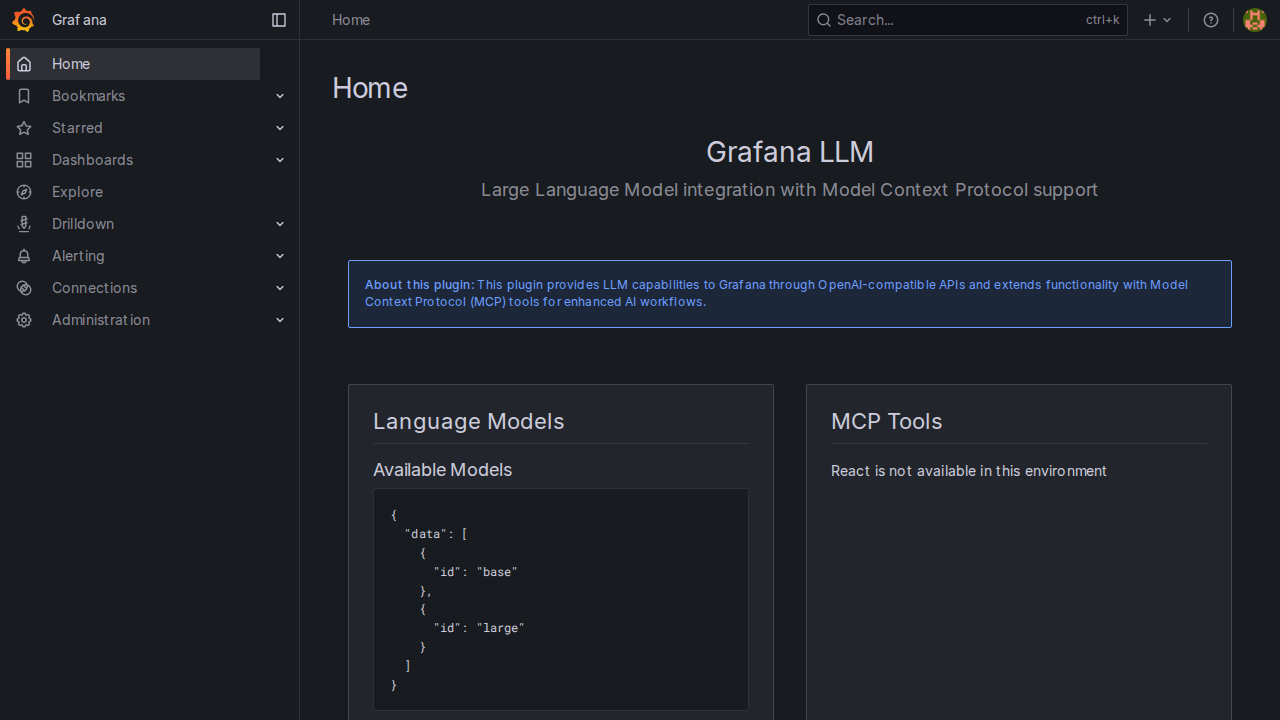 Grafana
Home
Search...
ctrl+k
Home
Bookmarks
Starred
Dashboards
Explore
Drilldown
Alerting
Connections
Administration
Home
Grafana LLM
Large Language Model integration with Model Context Protocol support
About this plugin: This plugin provides LLM capabilities to Grafana through OpenAI-compatible APIs and extends functionality with Model
Context Protocol (MCP) tools for enhanced AI workflows.
Language Models
Available Models
{
"data": [
{
"id": "base"
},
{
"id": "large"
}
]
}
MCP Tools
React is not available in this environment